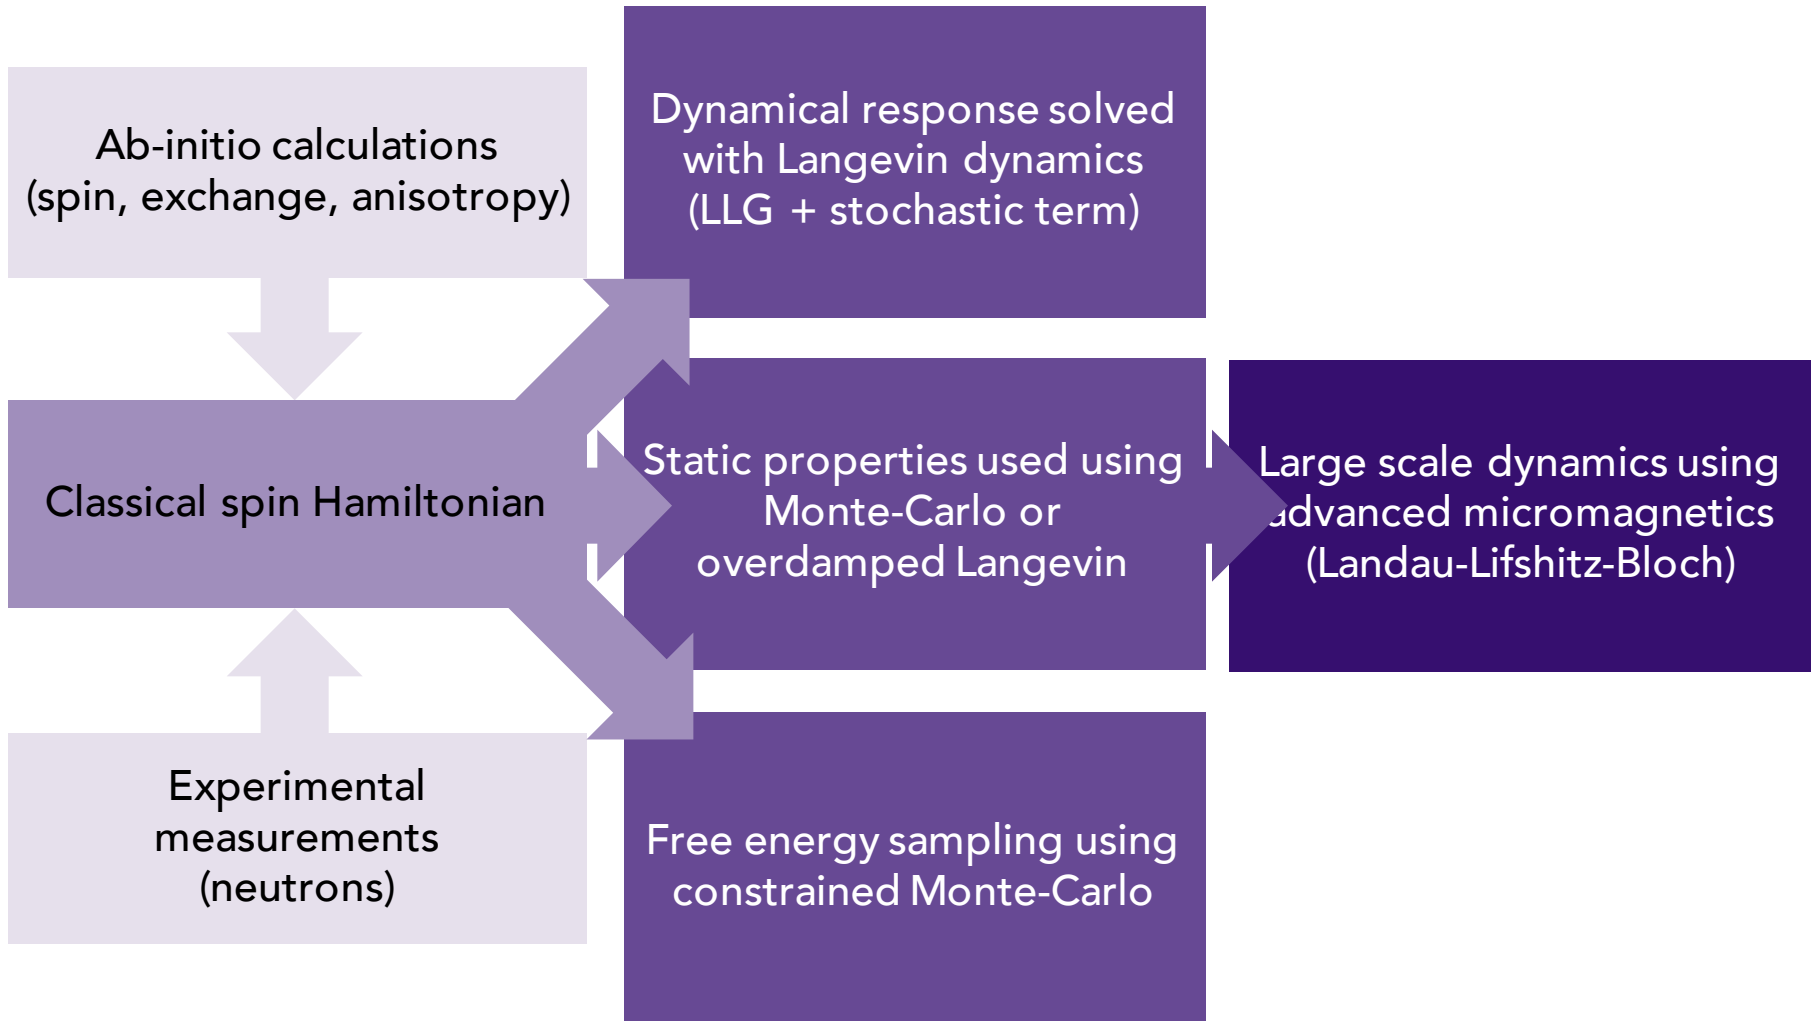 Ab-initio calculations
(spin, exchange, anisotropy)
Classical spin Hamiltonian
Experimental
measurements
(neutrons)
Dynamical response solved
with Langevin dynamics
(LLG + stochastic term)
Static properties used using
Monte-Carlo or
overdamped Langevin
Free energy sampling using
constrained Monte-Carlo
Large scale dynamics using
advanced micromagnetics
(Landau-Lifshitz-Bloch)